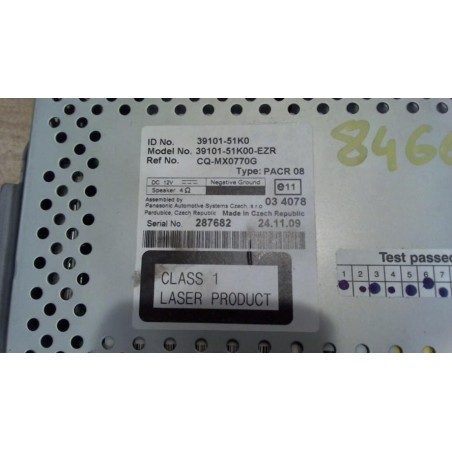 ID No. 39101-51K0
Model No. 39101-51K00-EZR
Ref No. CQ-MX0770G
Type: PACR 08
DC 12V Negative Ground
Speaker 4Ω
e11
03 4078
Assembled by
Panasonic Automotive Systems Czech, s.r.o
Pardubice, Czech Republic Made in Czech Republic
Serial No. 287682 24.11.09
CLASS 1
LASER PRODUCT
846
Test passed
1 2 3 4 5 6 7